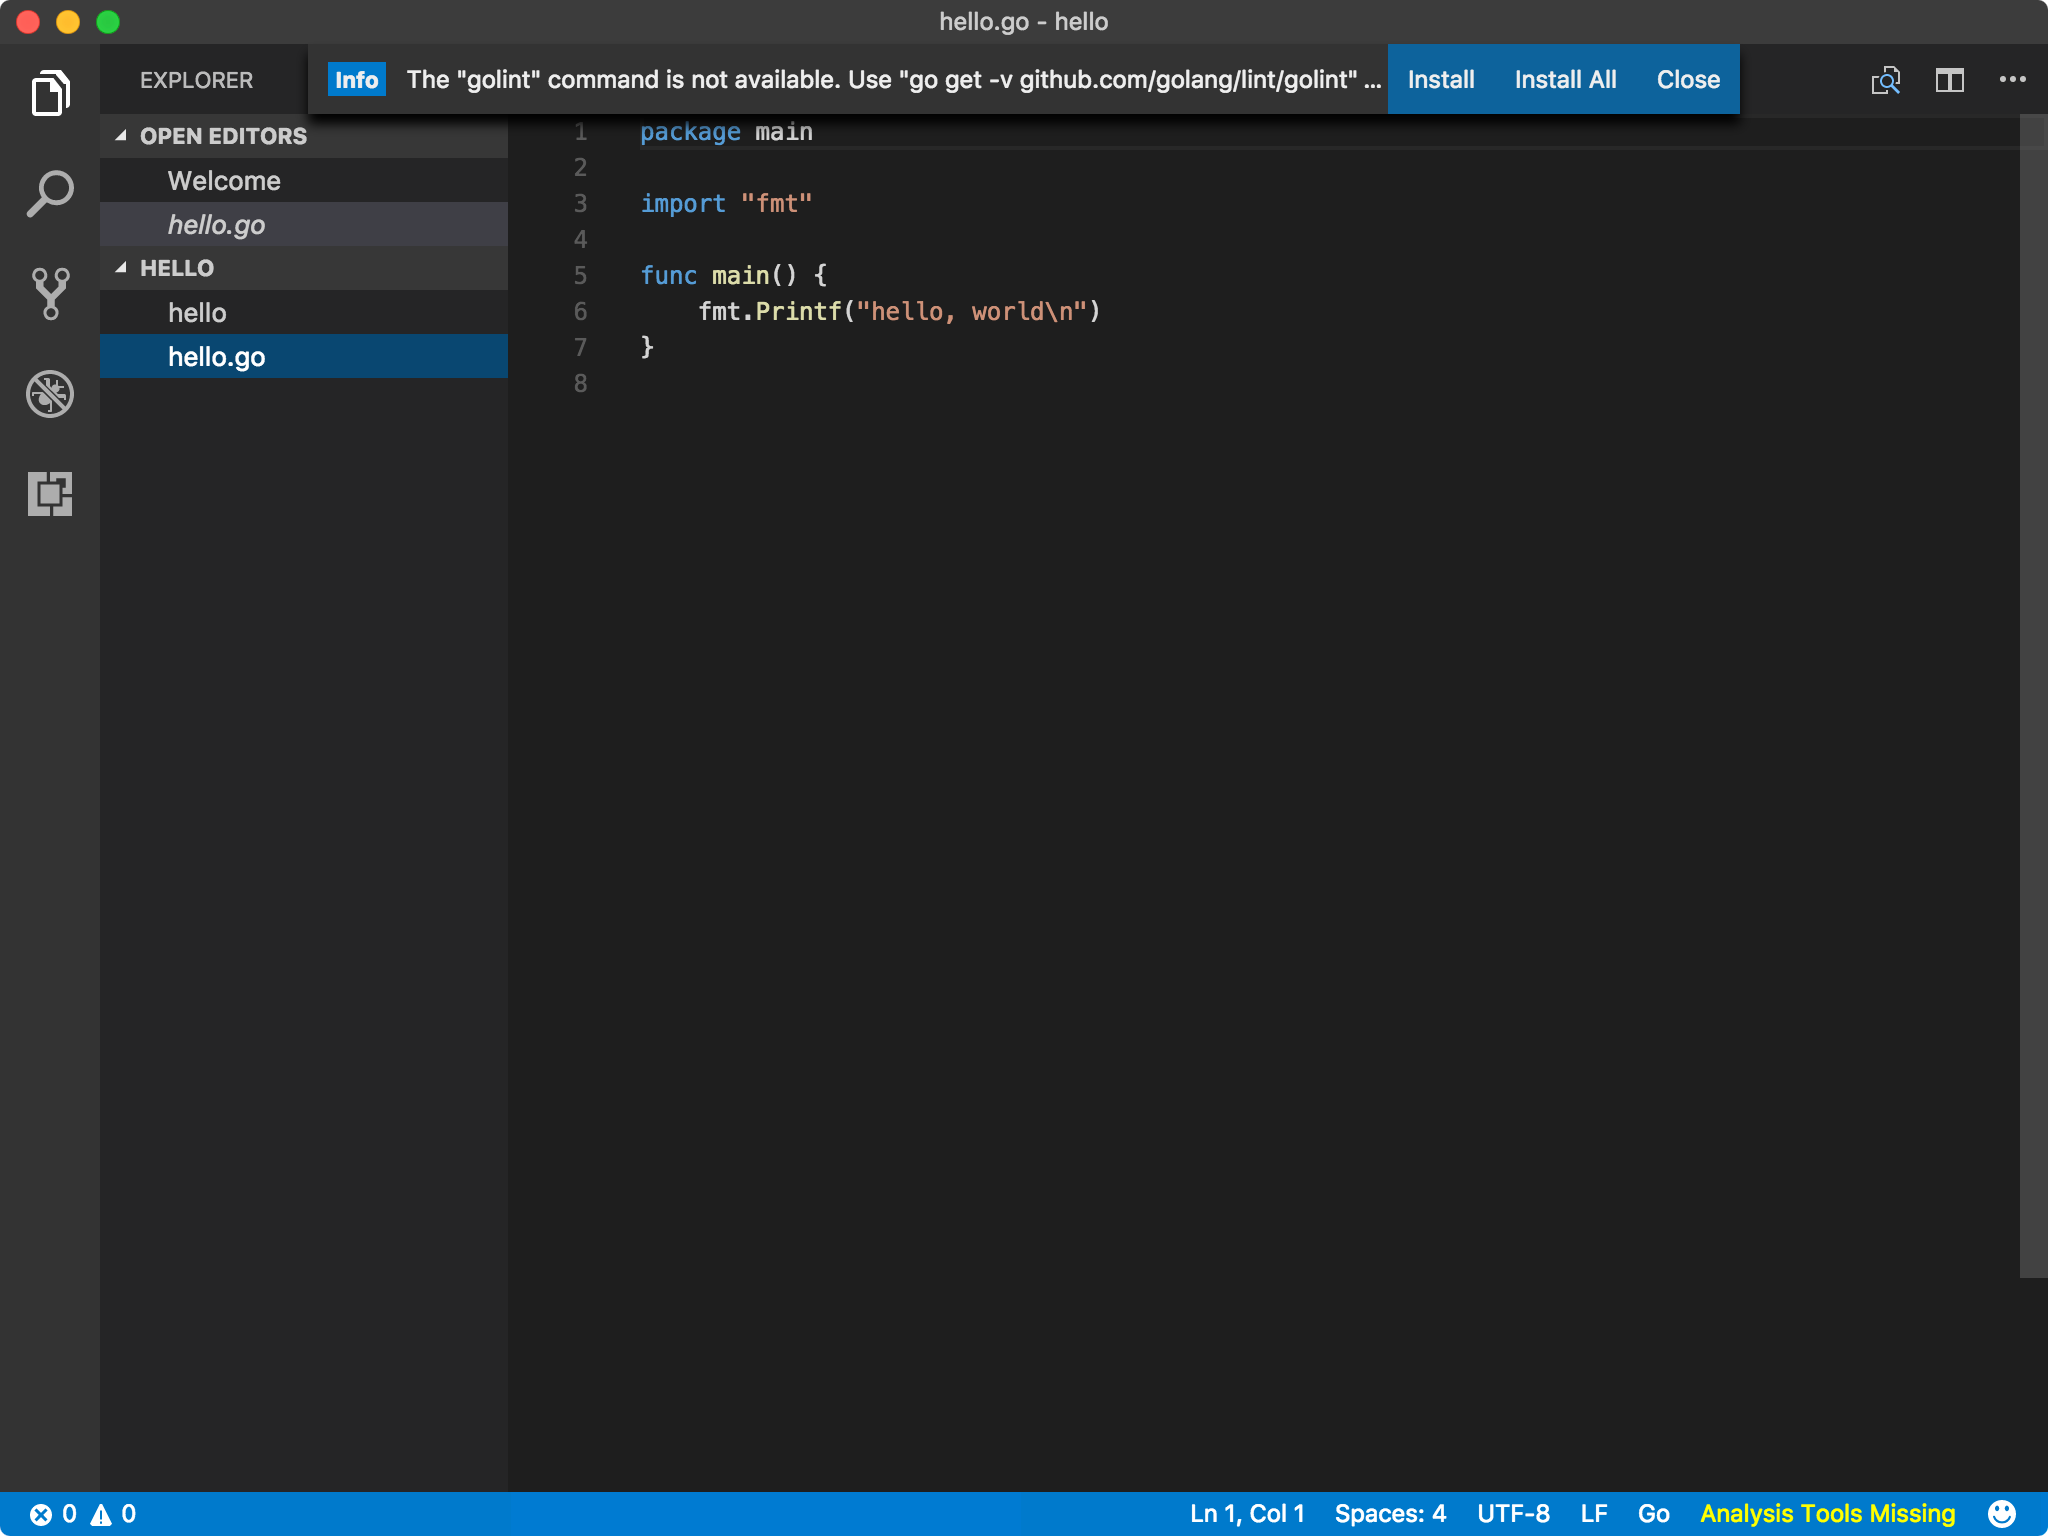 hello.go - hello
EXPLORER
Info The "golint" command is not available. Use "go get -v github.com/golang/lint/golint" ... Install Install All Close
OPEN EDITORS
Welcome
hello.go
HELLO
hello
hello.go
1 package main
2
3 import "fmt"
4
5 func main() {
6     fmt.Printf("hello, world\n")
7 }
8
0 0 Ln 1, Col 1 Spaces: 4 UTF-8 LF Go Analysis Tools Missing